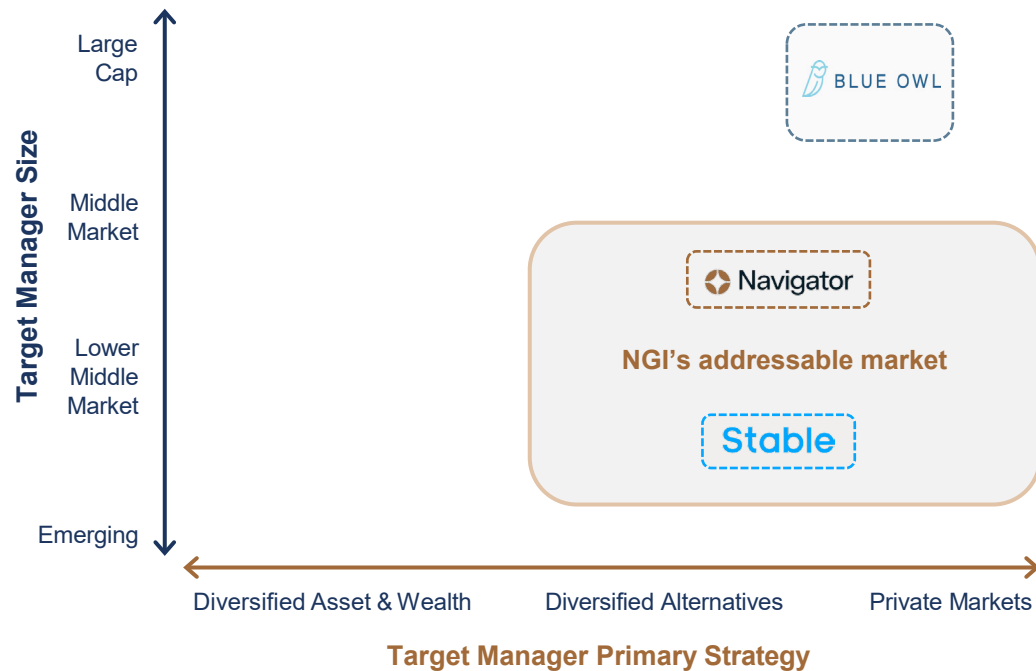 Large
Cap
BLUE OWL
Target Manager Size
Middle
Market
Navigator
Lower
Middle
Market
NGI’s addressable market
Stable
Emerging
Diversified Asset & Wealth
Diversified Alternatives
Private Markets
Target Manager Primary Strategy